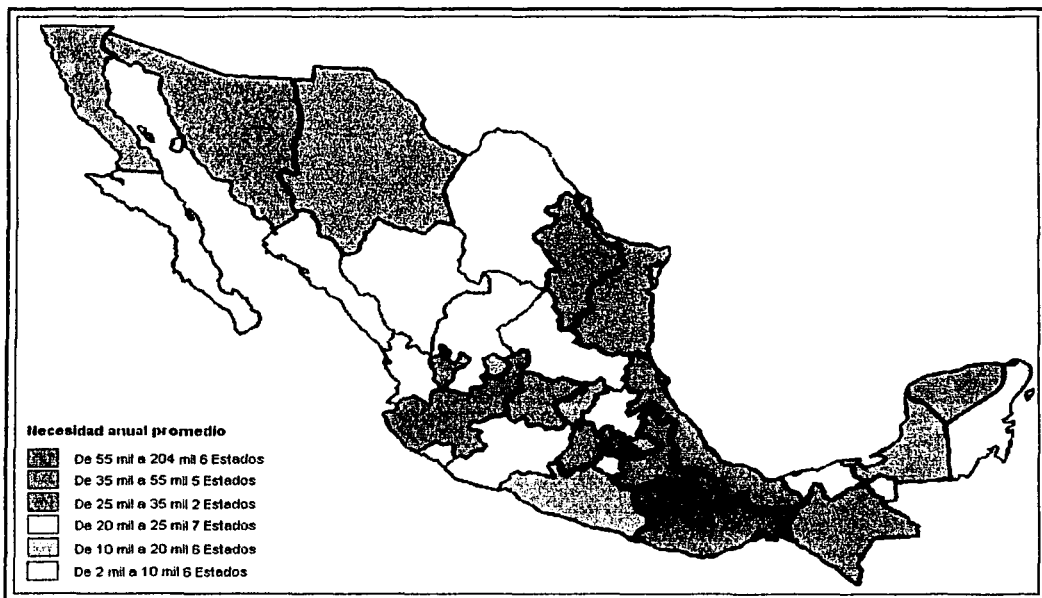 Necesidad anual promedio
De 55 mil a 204 mil 6 Estados
De 35 mil a 55 mil 5 Estados
De 25 mil a 35 mil 2 Estados
De 20 mil a 25 mil 7 Estados
De 10 mil a 20 mil 6 Estados
De 2 mil a 10 mil 6 Estados